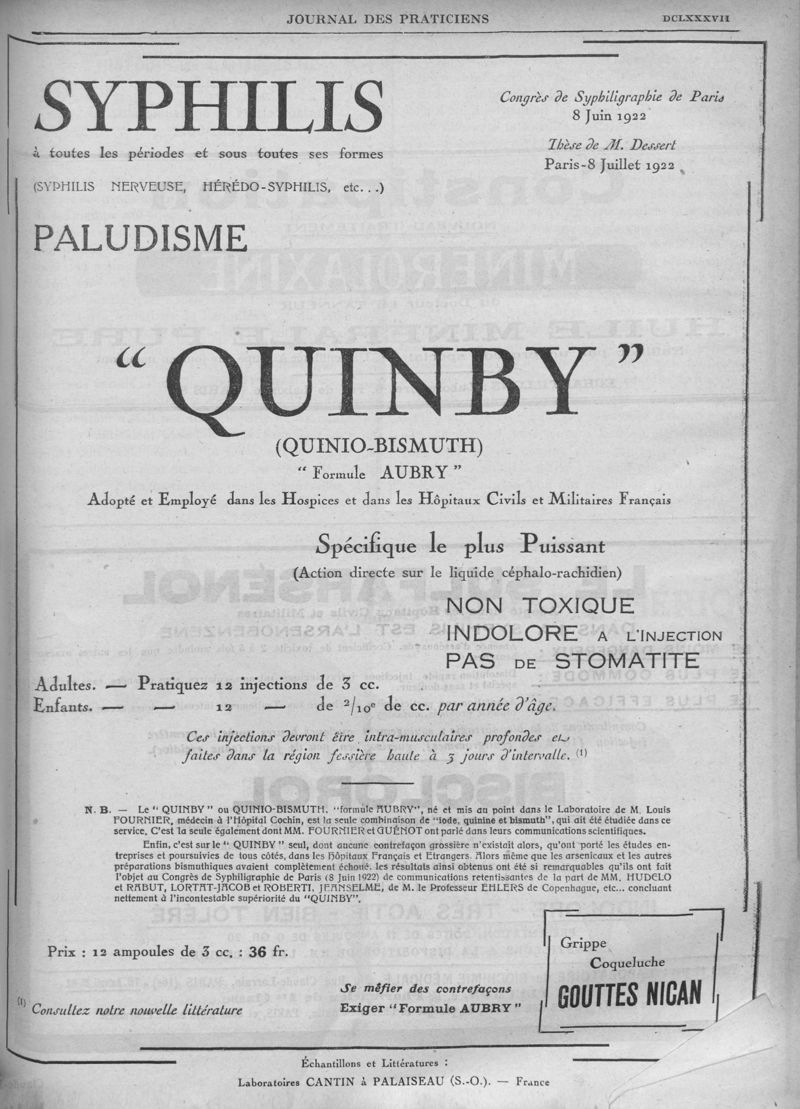 JOURNAL DES PRATICIENS
DCLXXXVII
SYPHILIS
à toutes les périodes et sous toutes ses formes
(SYPHILIS NERVEUSE, HÉRÉDO-SYPHILIS, etc...)
Congrès de Syphiligraphie de Paris
8 Juin 1922
Thèse de M. Dessert
Paris-8 Juillet 1922
PALUDISME
“QUINBY”
(QUINIO-BISMUTH)
“Formule AUBRY”
Adopté et Employé dans les Hospices et dans les Hôpitaux Civils et Militaires Français
Spécifique le plus Puissant
(Action directe sur le liquide céphalo-rachidien)
NON TOXIQUE
INDOLORE A L'INJECTION
PAS DE STOMATITE
Adultes. — Pratiquez 12 injections de 3 cc.
Enfants. — — 12 — de 2/10e de cc. par année d'âge.
Ces injections devront être intra-musculaires profondes et
faites dans la région fessière haute à 3 jours d'intervalle. (1)
N. B. — Le “QUINBY” ou QUINIO-BISMUTH. “formule AUBRY”, né et mis au point dans le Laboratoire de M. Louis
FOURNIER, médecin à l'Hôpital Cochin, est la seule combinaison de “iode, quinine et bismuth”, qui ait été étudiée dans ce
service. C'est la seule également dont MM. FOURNIER et GUÉNOT ont parlé dans leurs communications scientifiques.
Enfin, c'est sur le “QUINBY” seul, dont aucune contrefaçon grossière n'existait alors, qu'ont porté les études en-
treprises et poursuivies de tous côtés, dans les Hôpitaux Français et Etrangers. Alors même que les arsenicaux et les autres
préparations bismuthiques avaient complètement échoué, les résultats ainsi obtenus ont été si remarquables qu'ils ont fait
l'objet au Congrès de Syphiligraphie de Paris (8 Juin 1922) de communications retentissantes de la part de MM. HUDELO
et RABUT, LORTAT-JACOB et ROBERTI, JEANSELME, de M. le Professeur EHLERS de Copenhague, etc... concluant
nettement à l'incontestable supériorité du “QUINBY”.
Prix : 12 ampoules de 3 cc. : 36 fr.
Grippe
Coqueluche
GOUTTES NICAN
Se méfier des contrefaçons
Exiger “Formule AUBRY”
(1) Consultez notre nouvelle littérature
Échantillons et Littératures :
Laboratoires CANTIN à PALAISEAU (S.-O.). — France